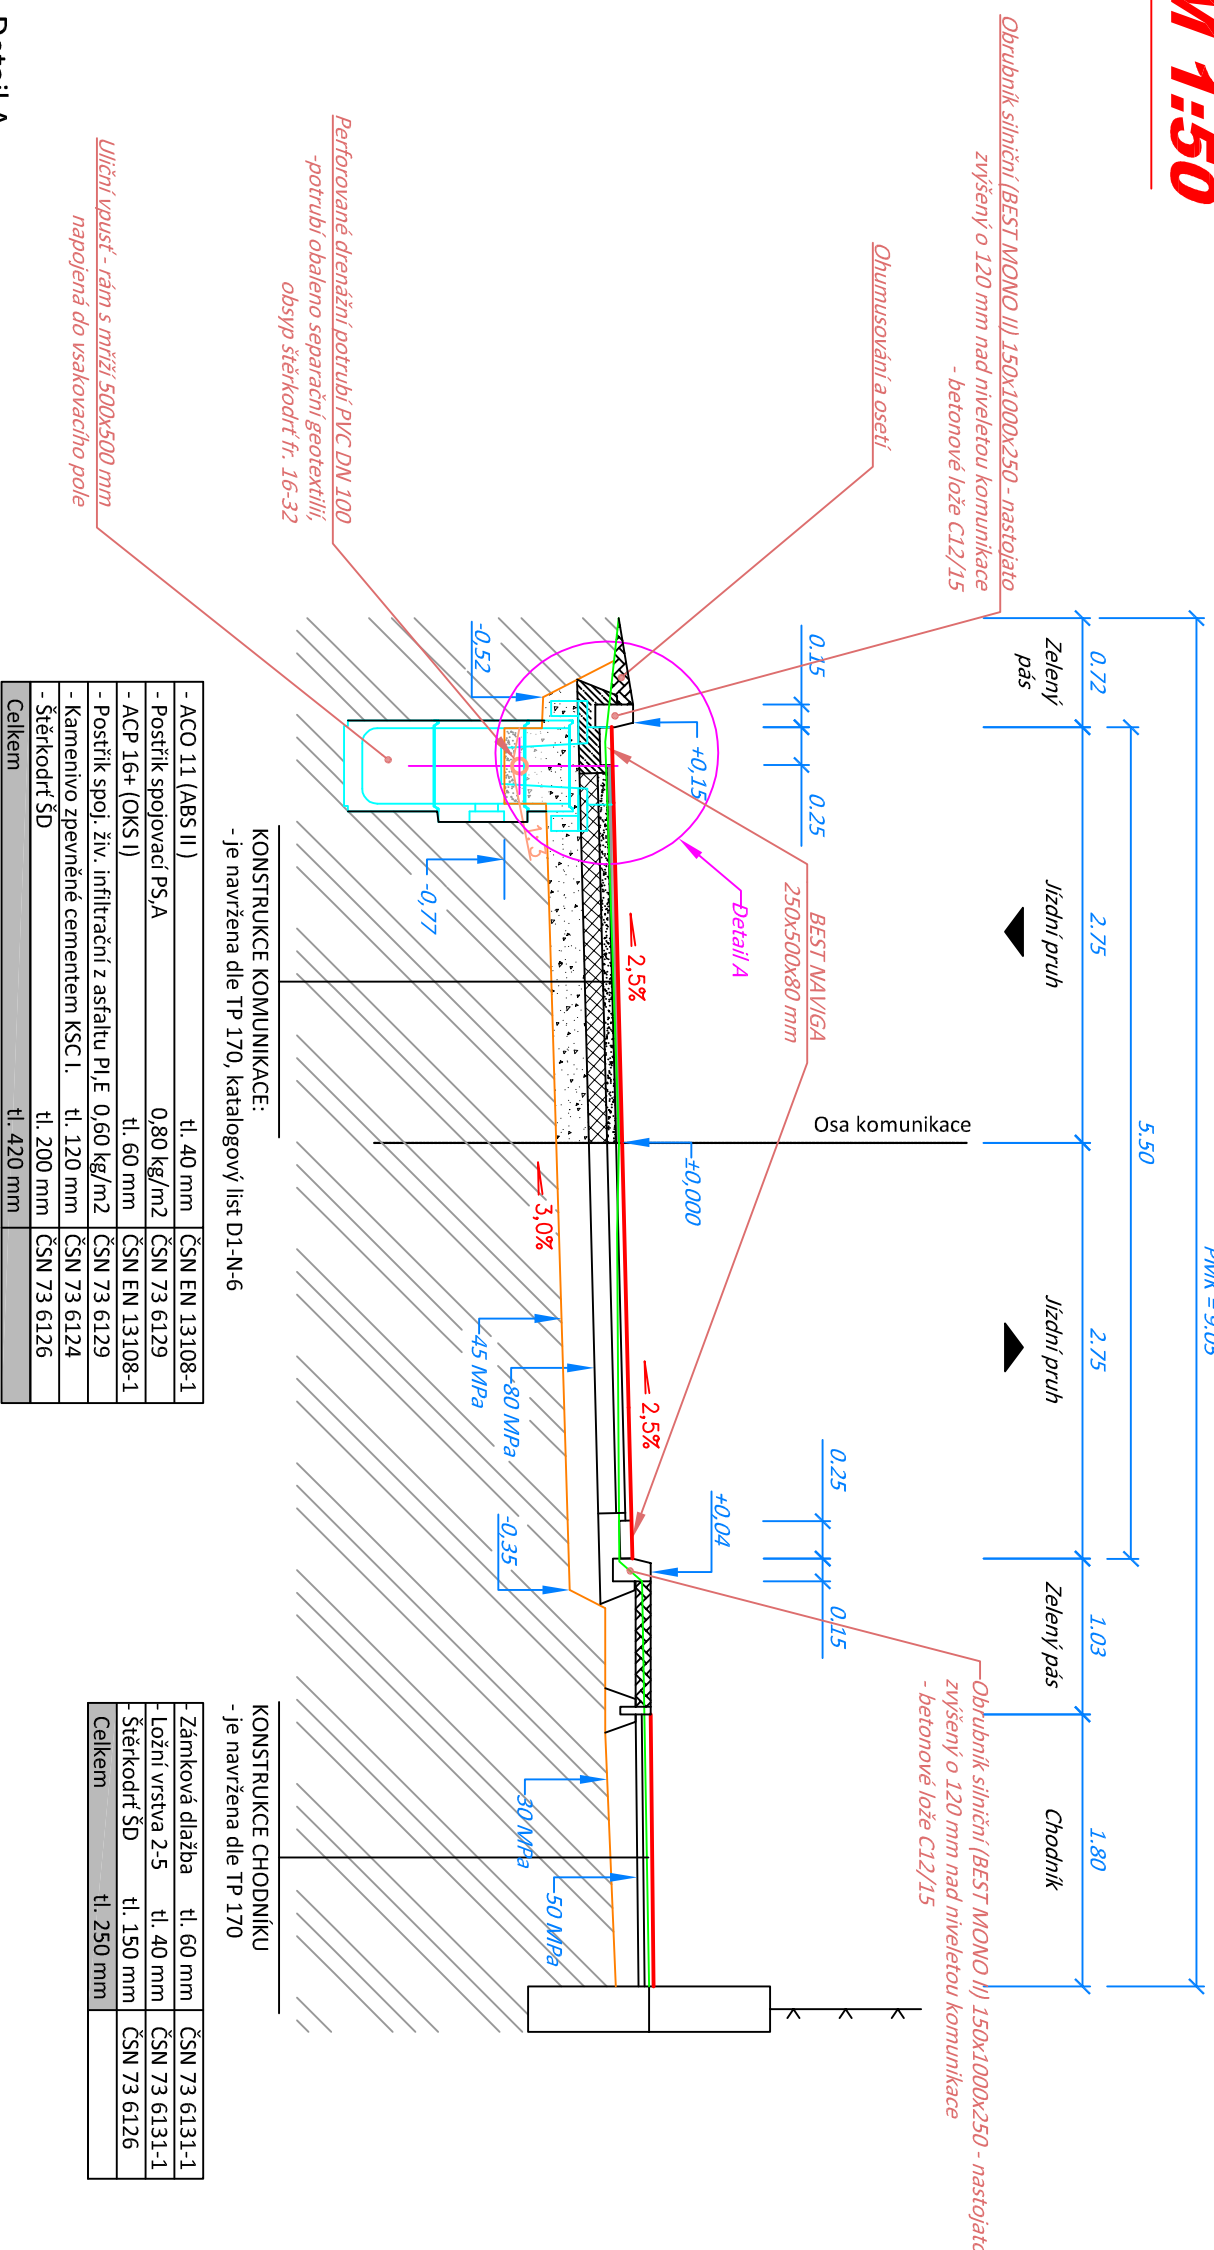 M 1:50
Obrubník silniční (BEST MONO II) 150x1000x250 - nastojato
zvýšený o 120 mm nad niveletou komunikace
- betonové lože C12/15
Ohumusování a osetí
Perforované drenážní potrubí PVC DN 100
-potrubí obaleno separační geotextilií,
obsyp štěrkodrť fr. 16-32
Uliční vpusť - rám s mříží 500x500 mm
napojená do vsakovacího pole
Detail A
PMK = 9.05
5.50
0.72
2.75
2.75
1.03
1.80
Zelený
pás
Jízdní pruh
Jízdní pruh
Zelený pás
Chodník
0.15
0.25
0.25
0.15
+0,15
-0,52
-0,77
1:3
Detail A
BEST NAVIGA
250x500x80 mm
2,5%
Osa komunikace
±0,000
3,0%
2,5%
45 MPa
80 MPa
+0,04
-0,35
30 MPa
50 MPa
Obrubník silniční (BEST MONO II) 150x1000x250 - nastojato
zvýšený o 120 mm nad niveletou komunikace
- betonové lože C12/15
KONSTRUKCE KOMUNIKACE:
- je navržena dle TP 170, katalogový list D1-N-6
- ACO 11 (ABS II) tl. 40 mm ČSN EN 13108-1
- Postřik spojovací PS,A 0,80 kg/m2 ČSN 73 6129
- ACP 16+ (OKS I) tl. 60 mm ČSN EN 13108-1
- Postřik spoj. živ. infiltrační z asfaltu PI,E 0,60 kg/m2 ČSN 73 6129
- Kamenivo zpevněné cementem KSC I. tl. 120 mm ČSN 73 6124
- Štěrkodrť ŠD tl. 200 mm ČSN 73 6126
Celkem tl. 420 mm
KONSTRUKCE CHODNÍKU
- je navržena dle TP 170
- Zámková dlažba tl. 60 mm ČSN 73 6131-1
- Ložní vrstva 2-5 tl. 40 mm ČSN 73 6131-1
- Štěrkodrť ŠD tl. 150 mm ČSN 73 6126
Celkem tl. 250 mm